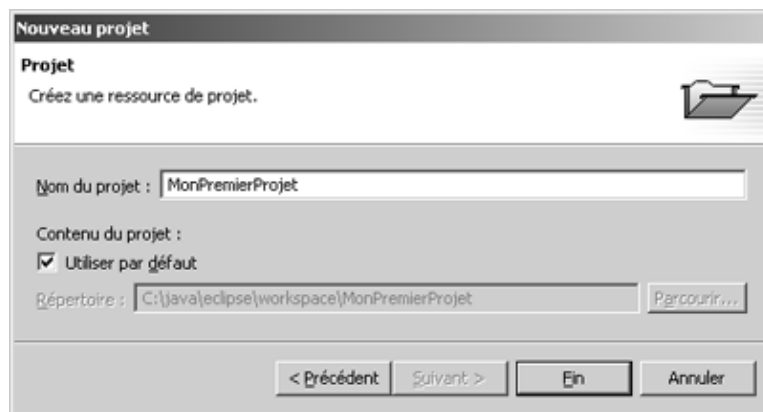 Nouveau projet
Projet
Créez une ressource de projet.
Nom du projet : MonPremierProjet
Contenu du projet :
Utiliser par défaut
Répertoire : C:\java\eclipse\workspace\MonPremierProjet Parcourir...
< Précédent Suivant > Fin Annuler